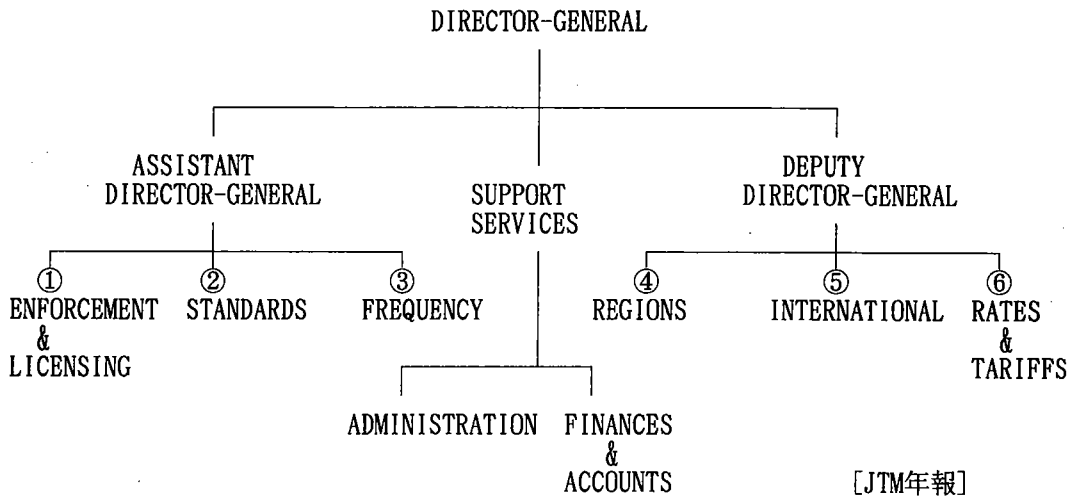 DIRECTOR-GENERAL
ASSISTANT
DIRECTOR-GENERAL
SUPPORT
SERVICES
DEPUTY
DIRECTOR-GENERAL
①
ENFORCEMENT
&
LICENSING
②
STANDARDS
③
FREQUENCY
④
REGIONS
⑤
INTERNATIONAL
⑥
RATES
&
TARIFFS
ADMINISTRATION
FINANCES
&
ACCOUNTS
[JTM年報]